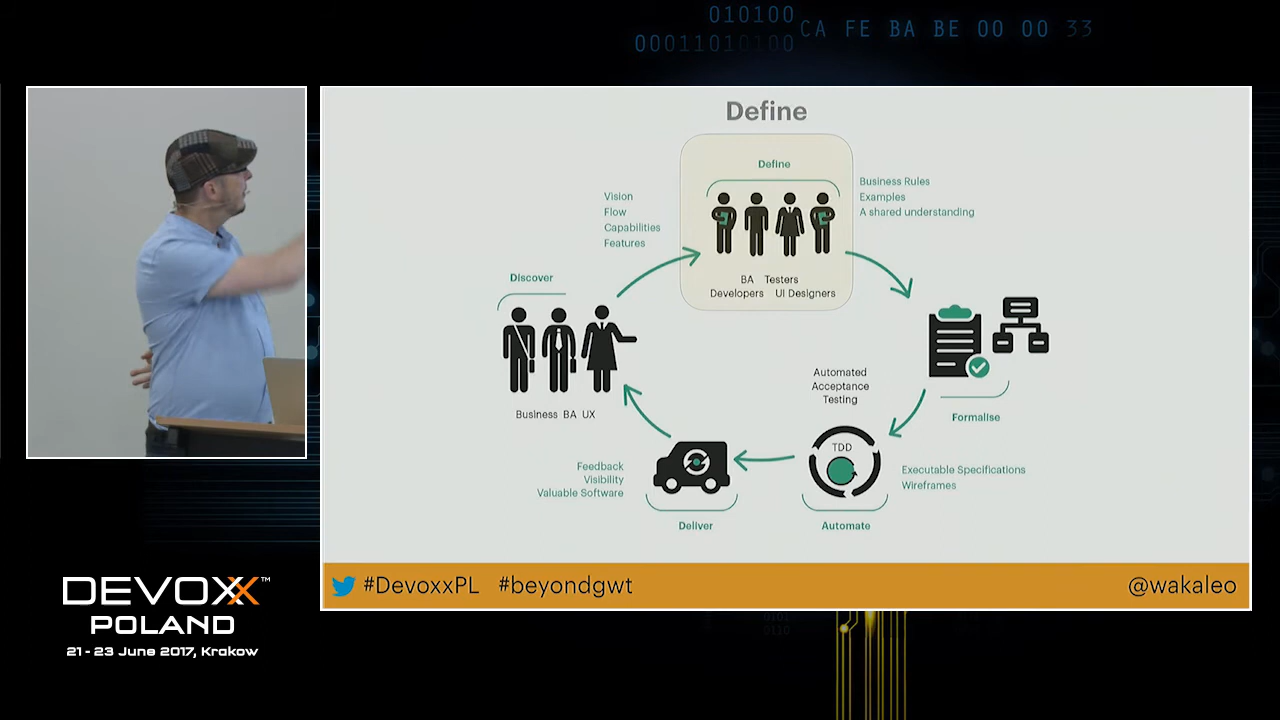 010100
00011010100
CA FE BA BE 00 00 33
Define
Define
Vision
Flow
Capabilities
Features
Business Rules
Examples
A shared understanding
BA Testers
Developers UI Designers
Discover
Business BA UX
Automated
Acceptance
Testing
TDD
Formalise
Executable Specifications
Wireframes
Automate
Feedback
Visibility
Valuable Software
Deliver
#DevoxxPL #beyondgwt
@wakaleo
DEVOXX™
POLAND
21 - 23 June 2017, Krakow